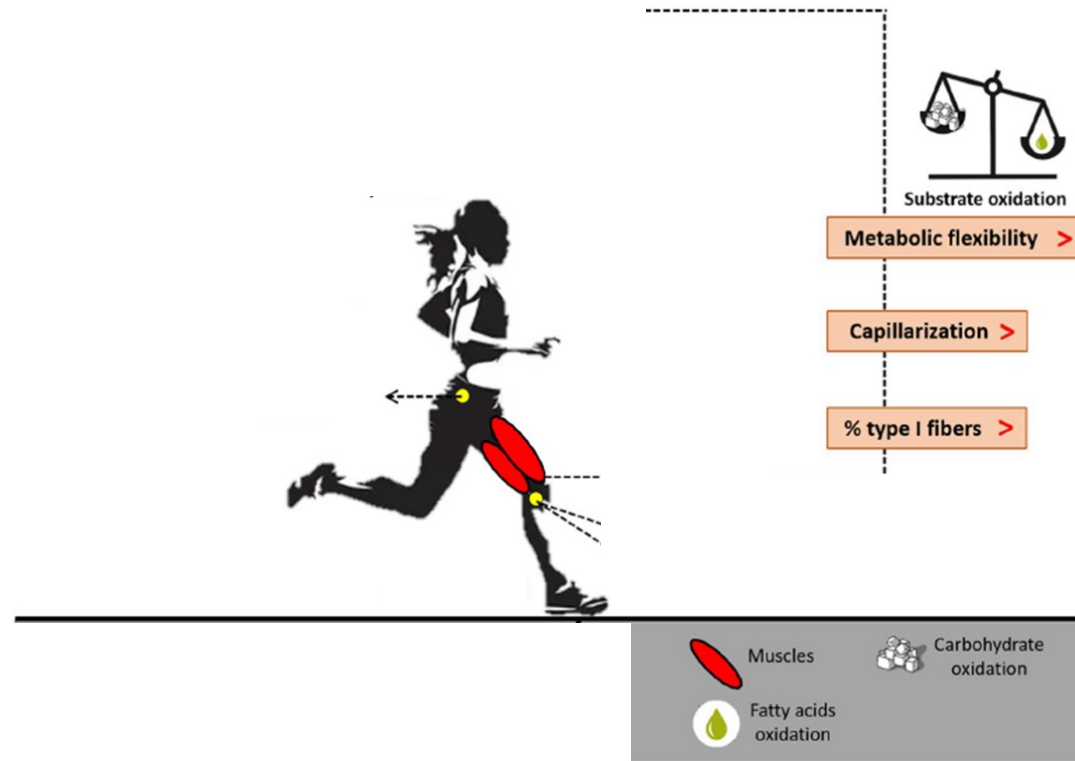 Substrate oxidation
Metabolic flexibility >
Capillarization >
% type I fibers >
Muscles
Carbohydrate
oxidation
Fatty acids
oxidation